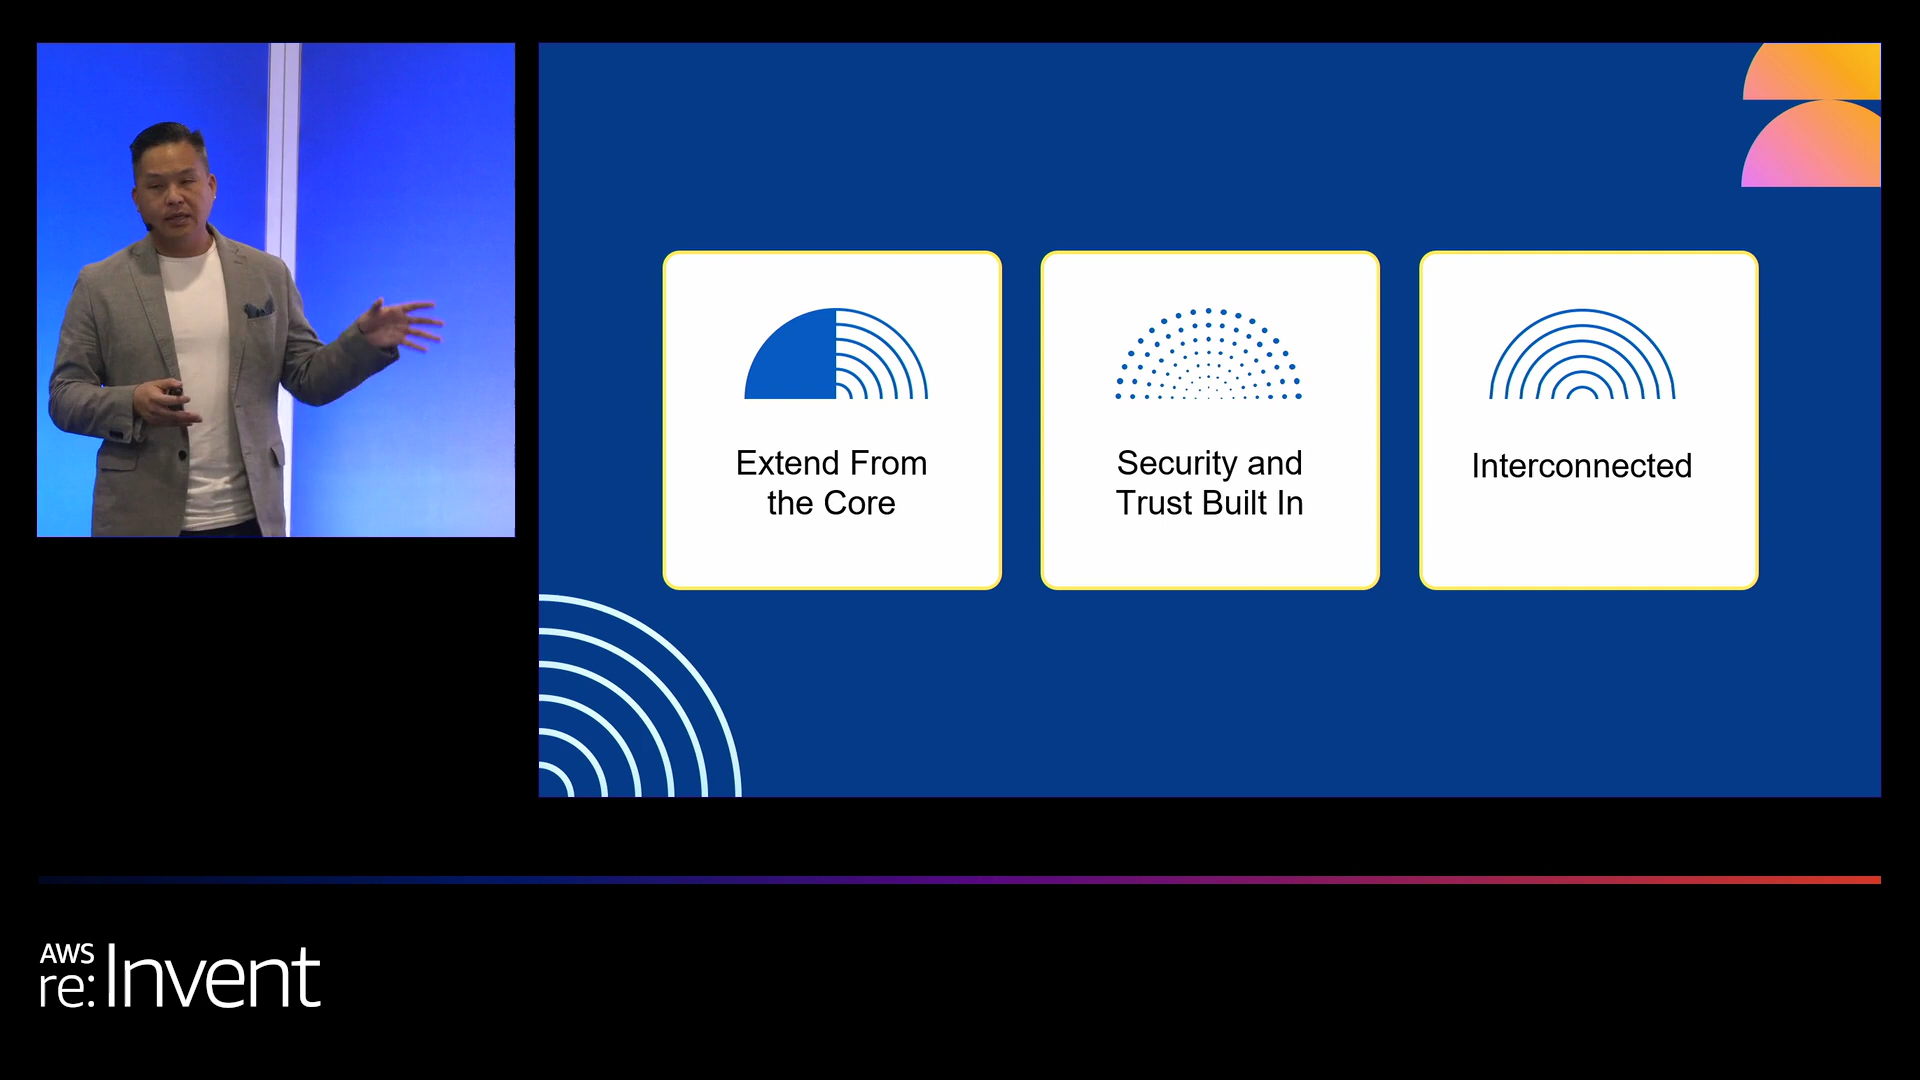 Extend From
the Core
Security and
Trust Built In
Interconnected
AWS
re:Invent